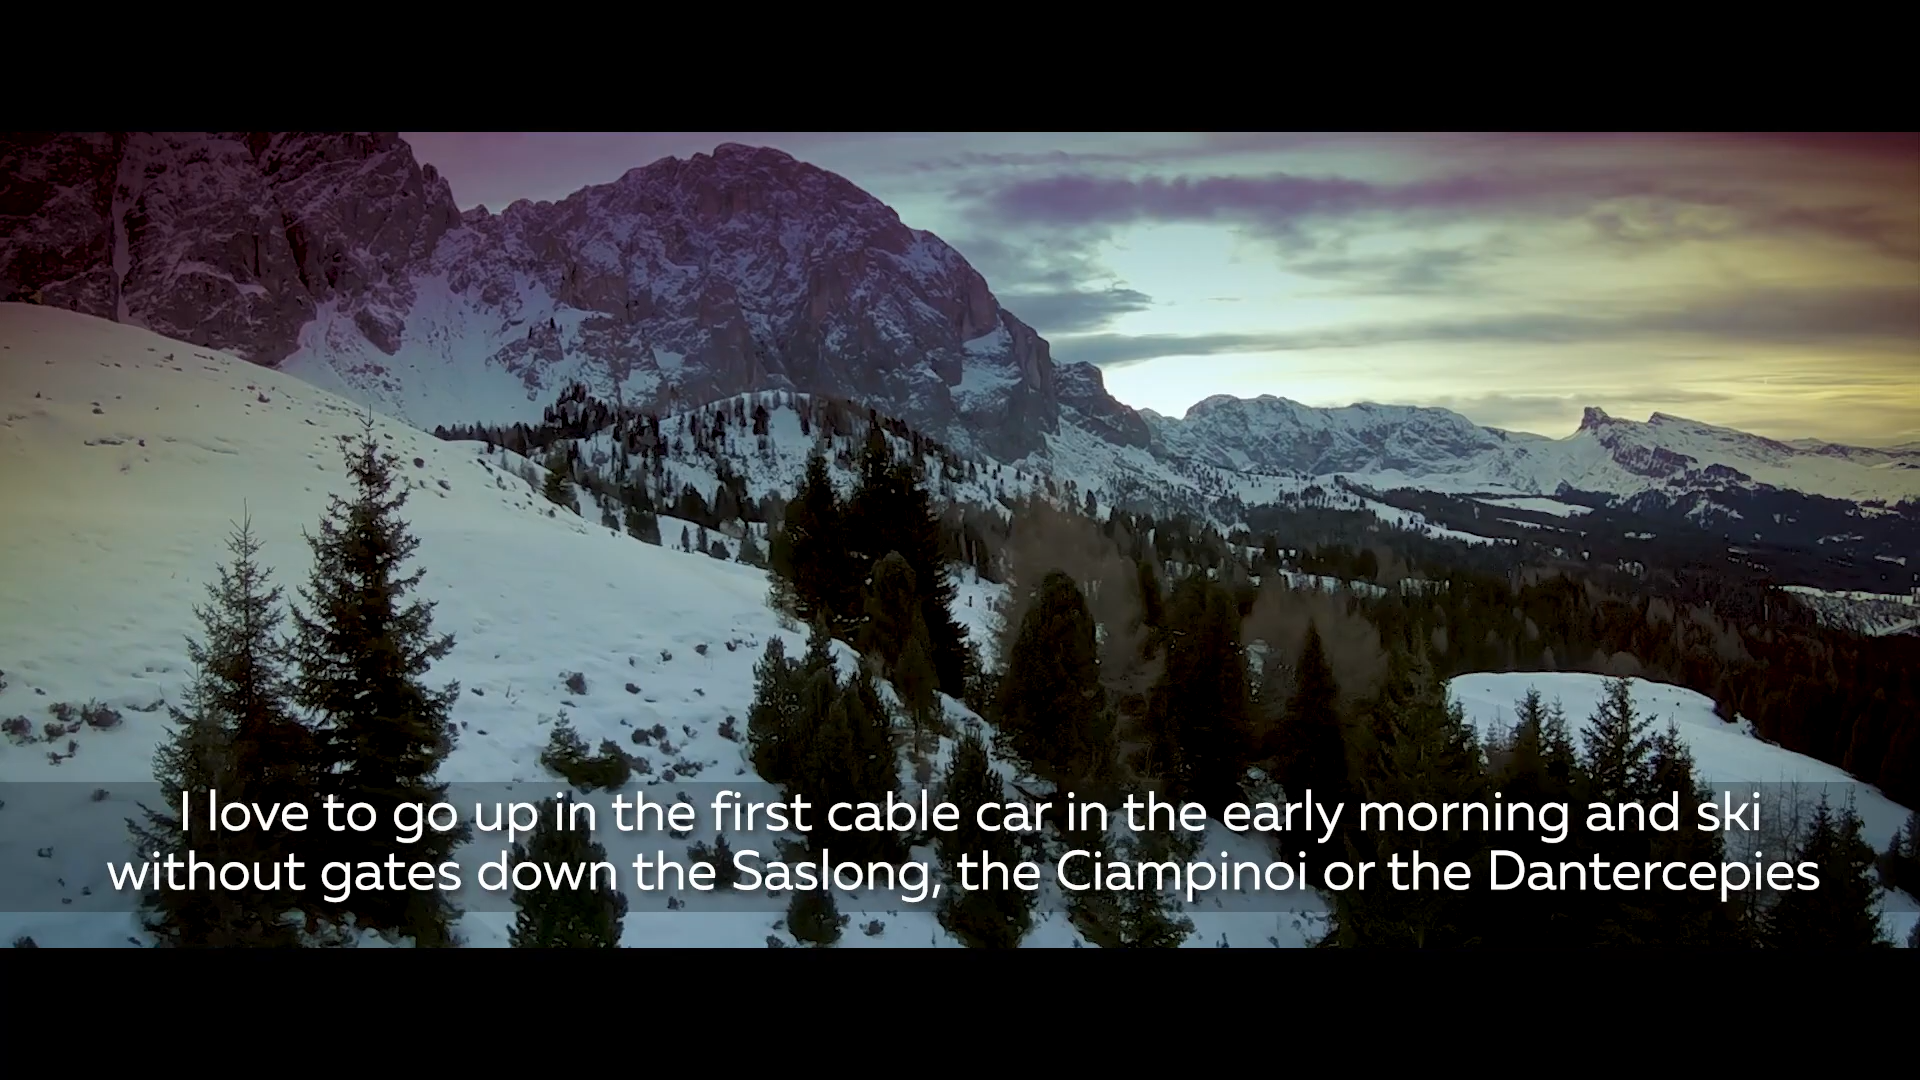 I love to go up in the first cable car in the early morning and ski
without gates down the Saslong, the Ciampinoi or the Dantercepies